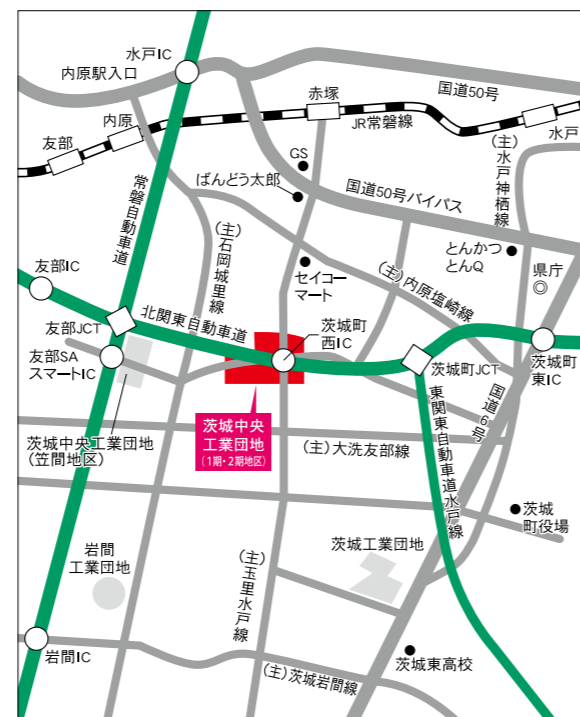 水戸IC
内原駅入口
国道50号
赤塚
内原
JR常磐線
友部
水戸
(主)水戸神栖線
GS
ばんどう太郎
国道50号バイパス
常磐自動車道
(主)石岡城里線
とんかつ
とんQ
県庁
友部IC
セイコー
マート
(主)内原塩崎線
北関東自動車道
友部JCT
茨城町
西IC
友部SA
スマートIC
茨城町JCT
茨城町
東IC
国道6号
茨城中央
工業団地
(1期・2期地区)
茨城中央工業団地
(笠間地区)
(主)大洗友部線
東関東自動車道水戸線
茨城
町役場
岩間
工業団地
茨城工業団地
(主)玉里水戸線
岩間IC
茨城東高校
(主)茨城岩間線